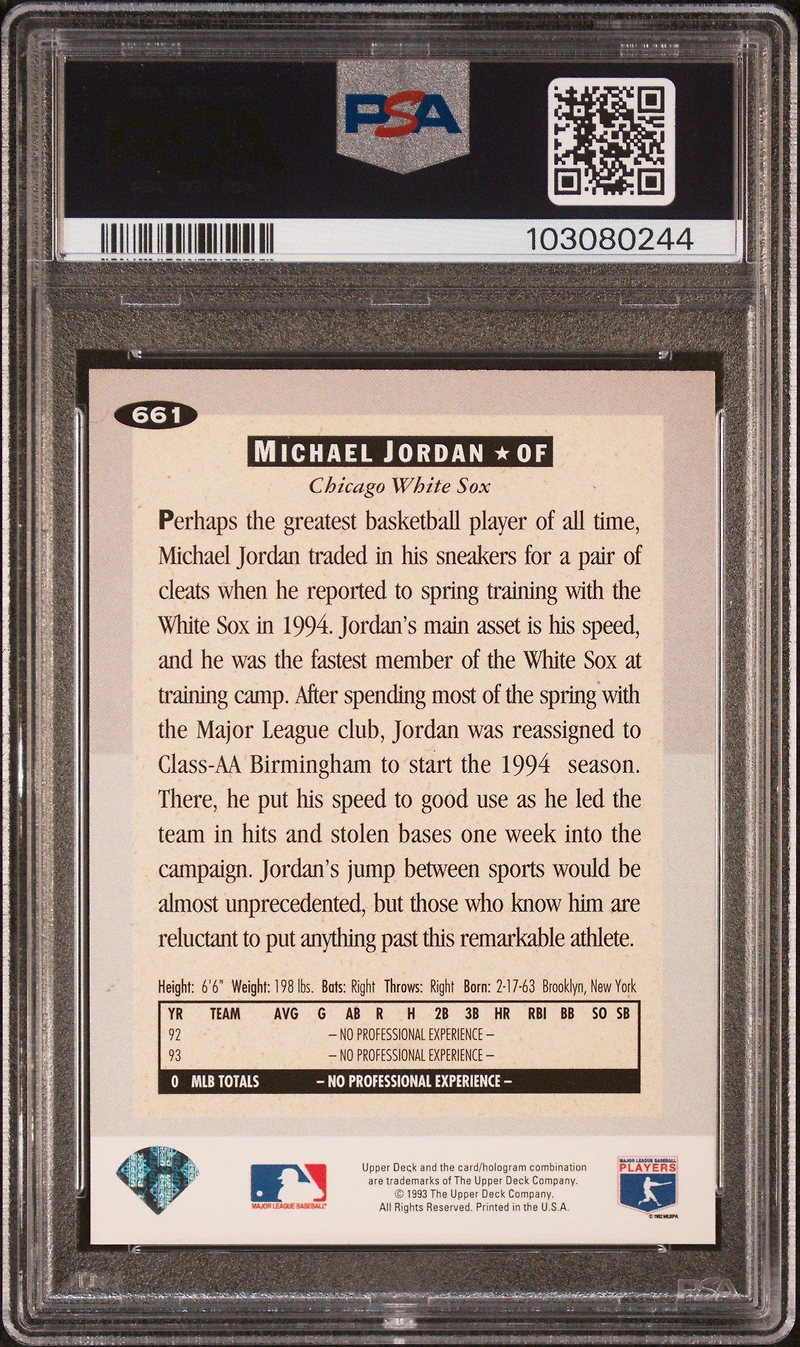 PSA
103080244
661
MICHAEL JORDAN ★ OF
Chicago White Sox
Perhaps the greatest basketball player of all time,
Michael Jordan traded in his sneakers for a pair of
cleats when he reported to spring training with the
White Sox in 1994. Jordan's main asset is his speed,
and he was the fastest member of the White Sox at
training camp. After spending most of the spring with
the Major League club, Jordan was reassigned to
Class-AA Birmingham to start the 1994 season.
There, he put his speed to good use as he led the
team in hits and stolen bases one week into the
campaign. Jordan's jump between sports would be
almost unprecedented, but those who know him are
reluctant to put anything past this remarkable athlete.
Height: 6'6" Weight: 198 lbs. Bats: Right Throws: Right Born: 2-17-63 Brooklyn, New York
YR TEAM AVG G AB R H 2B 3B HR RBI BB SO SB
92 – NO PROFESSIONAL EXPERIENCE –
93 – NO PROFESSIONAL EXPERIENCE –
0 MLB TOTALS – NO PROFESSIONAL EXPERIENCE –
MAJOR LEAGUE BASEBALL
Upper Deck and the card/hologram combination
are trademarks of The Upper Deck Company.
© 1993 The Upper Deck Company.
All Rights Reserved. Printed in the U.S.A.
MAJOR LEAGUE BASEBALL
PLAYERS
© 1992 MLBPA
PSA